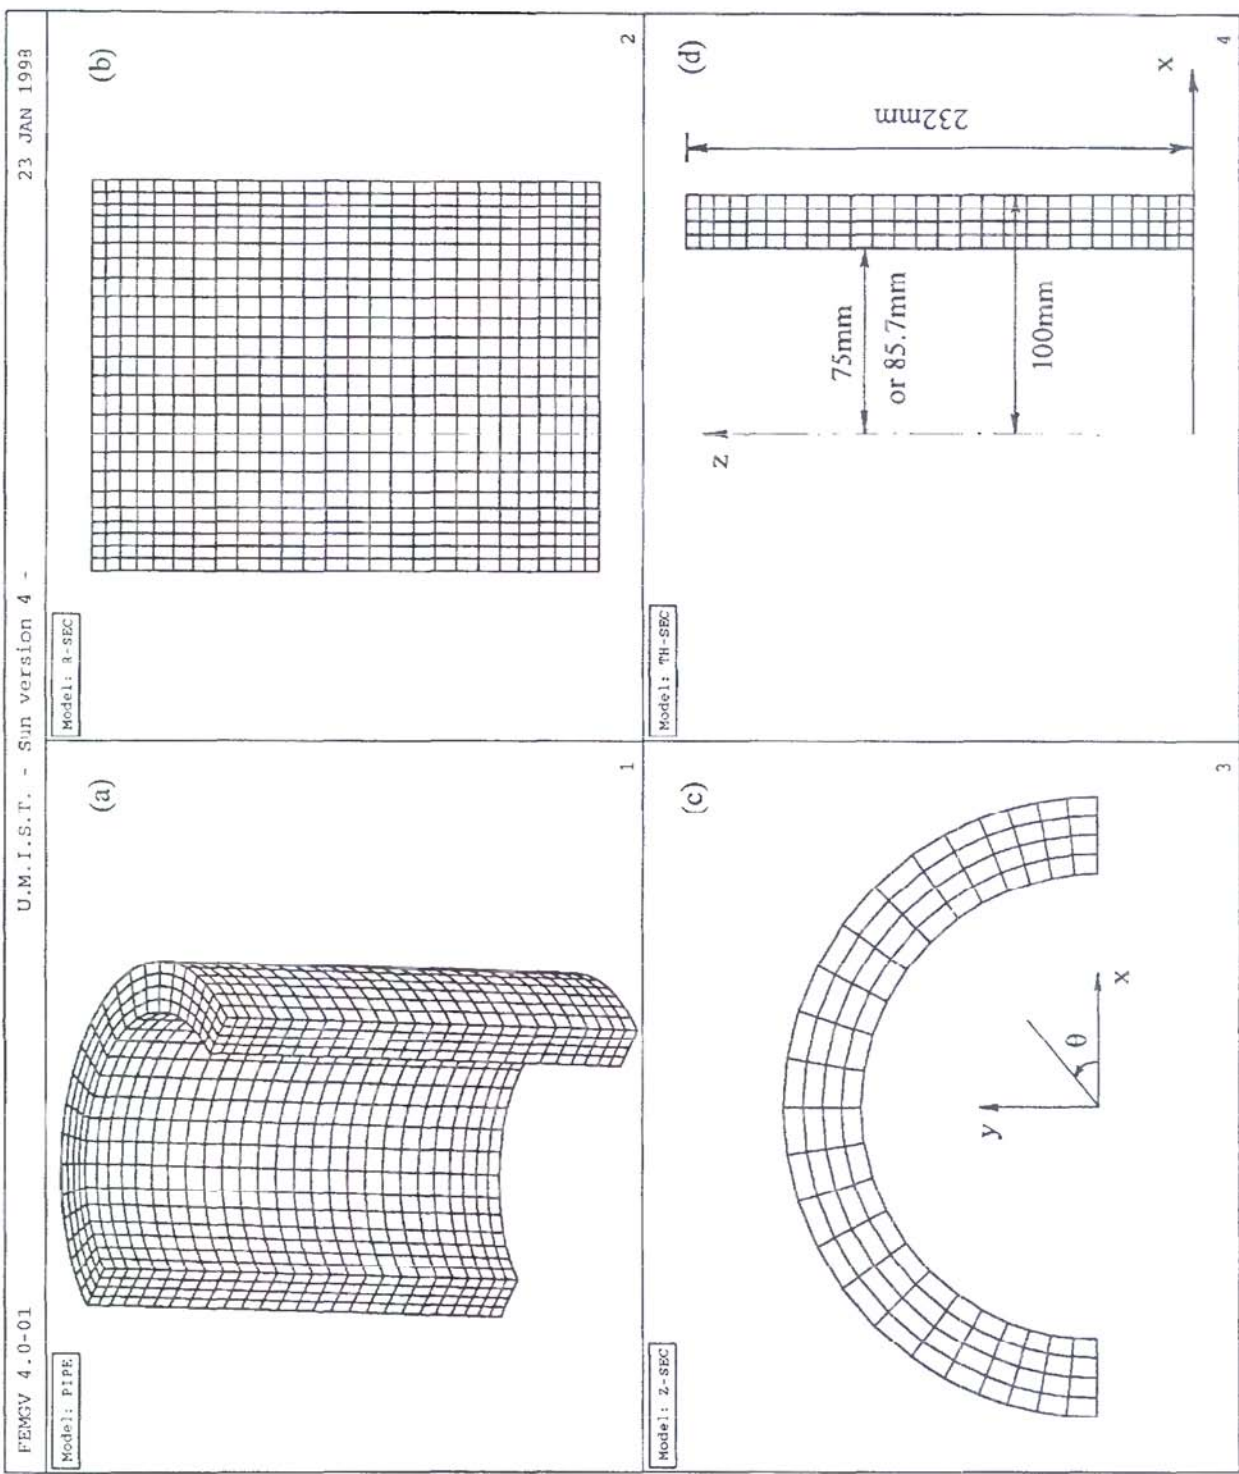 FEMGV 4.0-01 U.M.I.S.T. - Sun version 4 - 23 JAN 1998
Model: PIPE
(a)
1
Model: R-SEC
(b)
2
Model: Z-SEC
(c)
y
θ
x
3
Model: TH-SEC
(d)
z
75mm
or 85.7mm
100mm
232mm
x
4